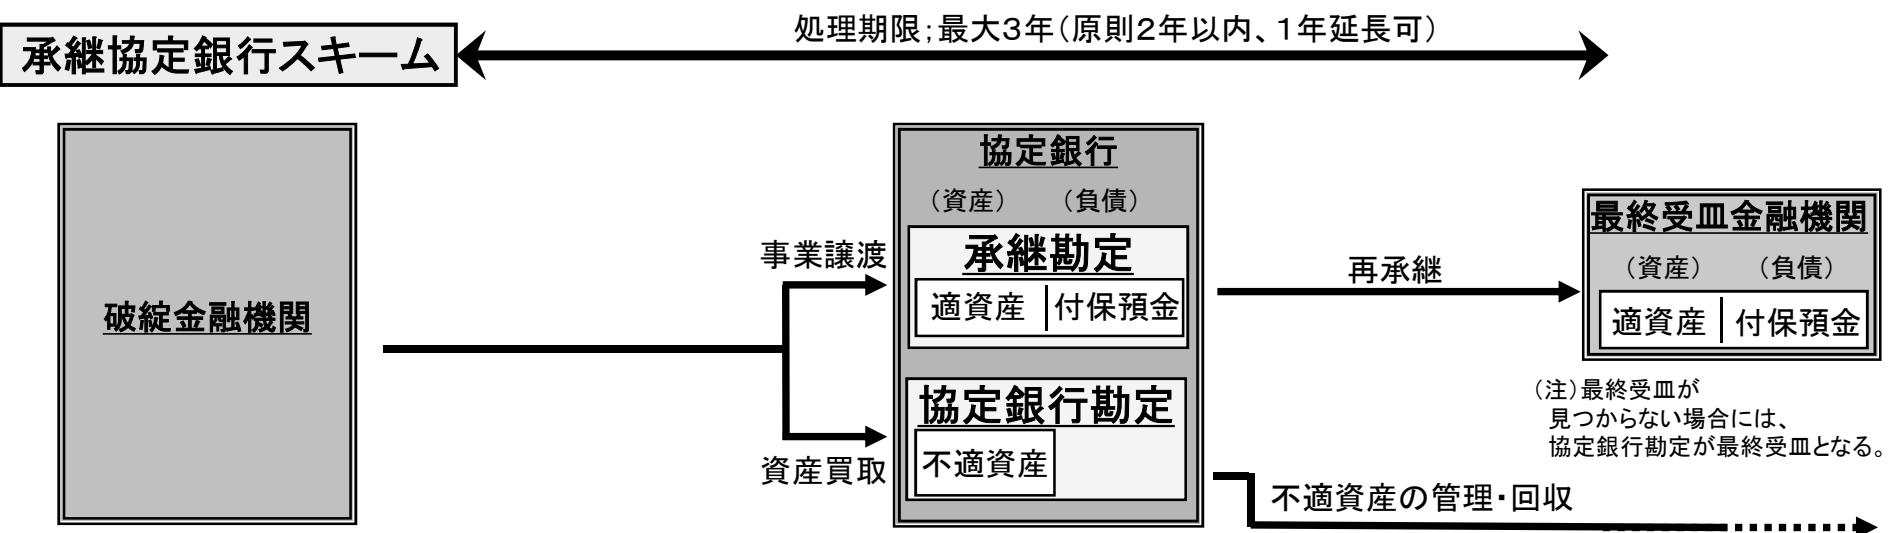 処理期限；最大３年（原則２年以内、１年延長可）
承継協定銀行スキーム
破綻金融機関
事業譲渡
資産買取
協定銀行
（資産）　（負債）
承継勘定
適資産　付保預金
協定銀行勘定
不適資産
再承継
最終受皿金融機関
（資産）　（負債）
適資産　付保預金
（注）最終受皿が
見つからない場合には、
協定銀行勘定が最終受皿となる。
不適資産の管理・回収